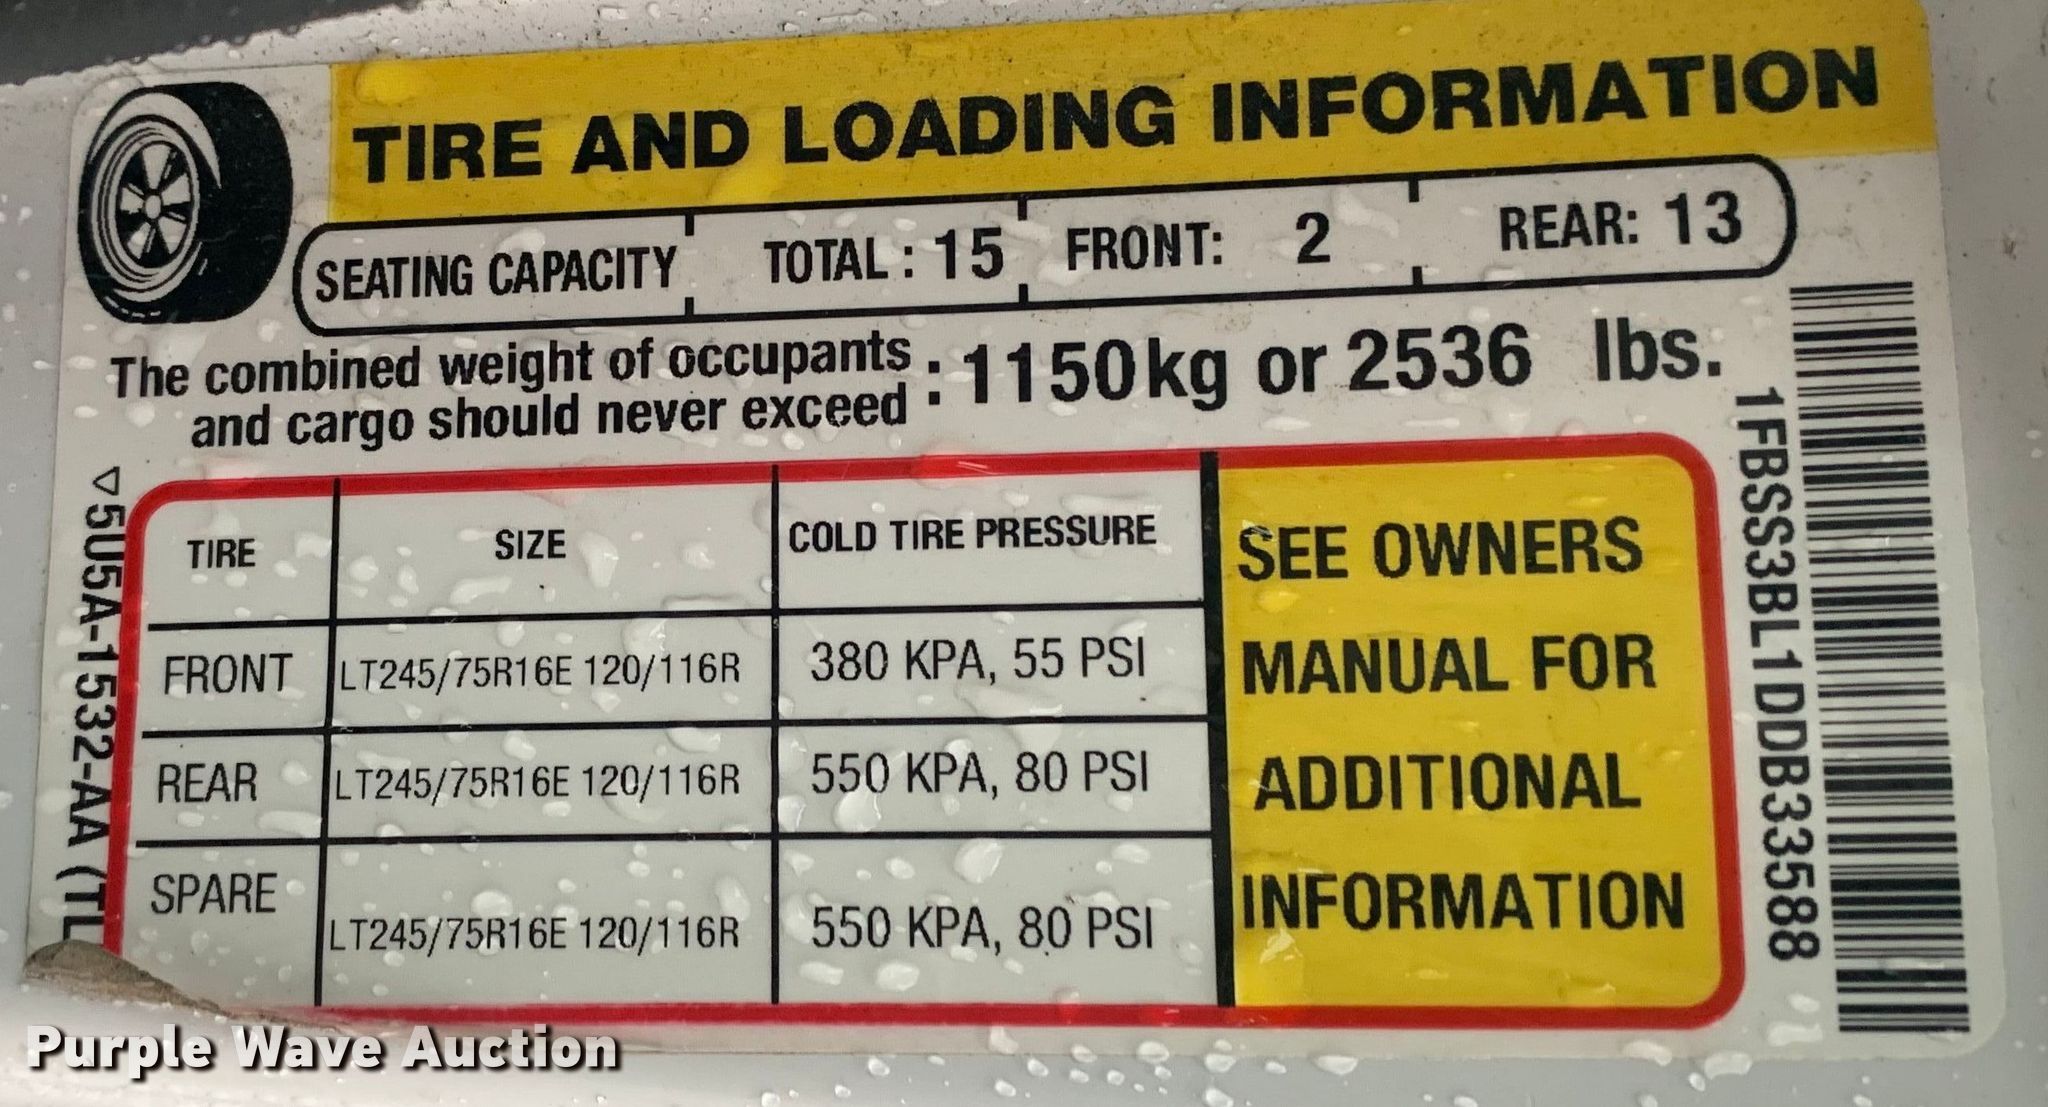 TIRE AND LOADING INFORMATION
SEATING CAPACITY TOTAL : 15 FRONT: 2 REAR: 13
The combined weight of occupants
and cargo should never exceed : 1150kg or 2536 lbs.
TIRE SIZE COLD TIRE PRESSURE
FRONT LT245/75R16E 120/116R 380 KPA, 55 PSI
REAR LT245/75R16E 120/116R 550 KPA, 80 PSI
SPARE LT245/75R16E 120/116R 550 KPA, 80 PSI
SEE OWNERS
MANUAL FOR
ADDITIONAL
INFORMATION
1FBSS3BL1DDB33588
5U5A-1532-AA (TL
Purple Wave Auction